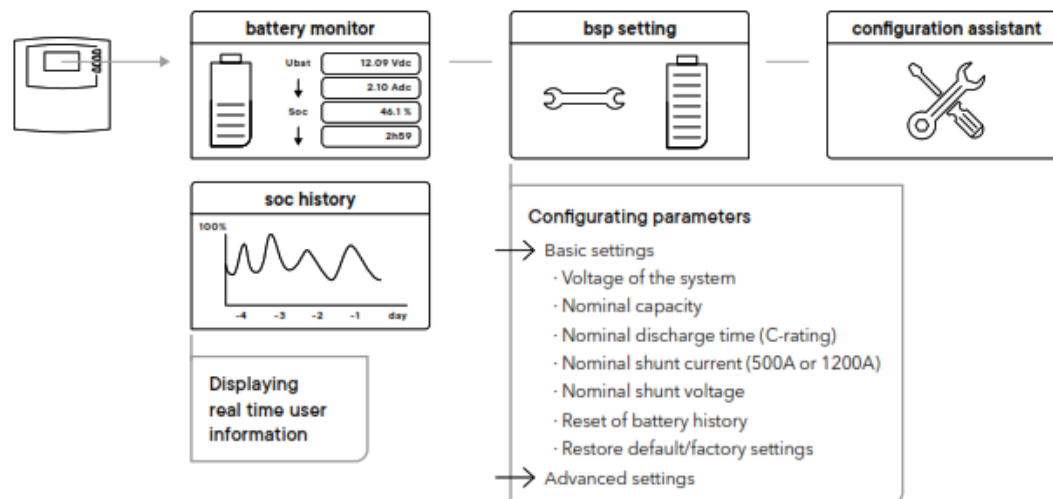 battery monitor
Ubat 12.09 Vdc
2.10 Adc
Soc 46.1 %
2h59
bsp setting
configuration assistant
soc history
100%
-4 -3 -2 -1 day
Displaying
real time user
information
Configurating parameters
Basic settings
· Voltage of the system
· Nominal capacity
· Nominal discharge time (C-rating)
· Nominal shunt current (500A or 1200A)
· Nominal shunt voltage
· Reset of battery history
· Restore default/factory settings
Advanced settings